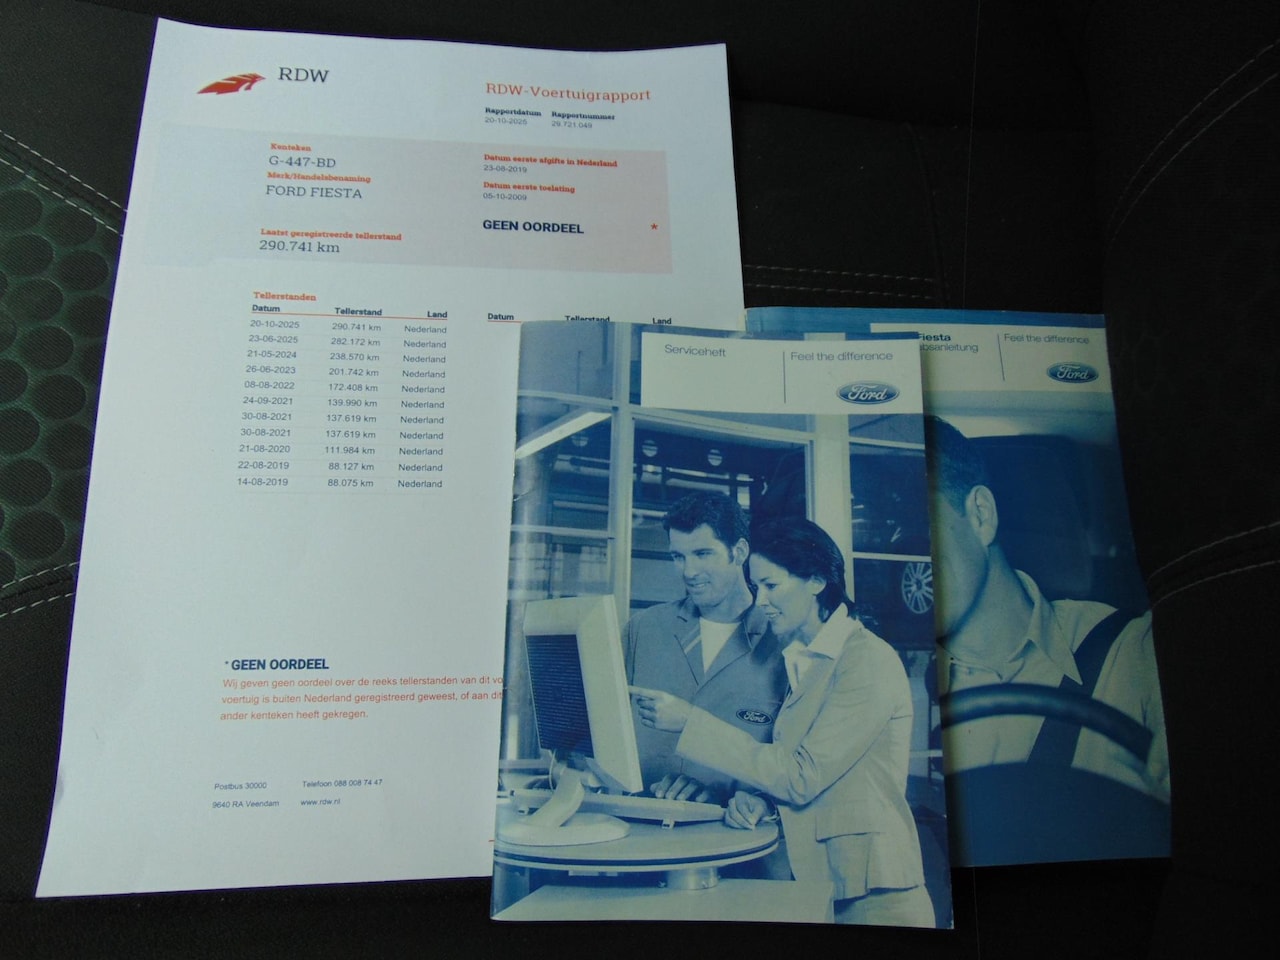 RDW
RDW-Voertuigrapport
Rapportdatum Rapportnummer
20-10-2025 29.721.049
Kenteken
G-447-BD
Merk/Handelsbenaming
FORD FIESTA
Datum eerste afgifte in Nederland
23-08-2019
Datum eerste toelating
05-10-2009
Laatst geregistreerde tellerstand
290.741 km
GEEN OORDEEL *
Tellerstanden
Datum Tellerstand Land
20-10-2025 290.741 km Nederland
23-06-2025 282.172 km Nederland
21-05-2024 238.570 km Nederland
26-06-2023 201.742 km Nederland
08-08-2022 172.408 km Nederland
24-09-2021 139.990 km Nederland
30-08-2021 137.619 km Nederland
30-08-2021 137.619 km Nederland
21-08-2020 111.984 km Nederland
22-08-2019 88.127 km Nederland
14-08-2019 88.075 km Nederland
Datum Tellerstand Land
* GEEN OORDEEL
Wij geven geen oordeel over de reeks tellerstanden van dit vo
voertuig is buiten Nederland geregistreerd geweest, of aan dit
ander kenteken heeft gekregen.
Postbus 30000 Telefoon 088 008 74 47
9640 RA Veendam www.rdw.nl
Serviceheft
Feel the difference
Ford
Ford
Fiesta
bsanleitung
Feel the difference
Ford